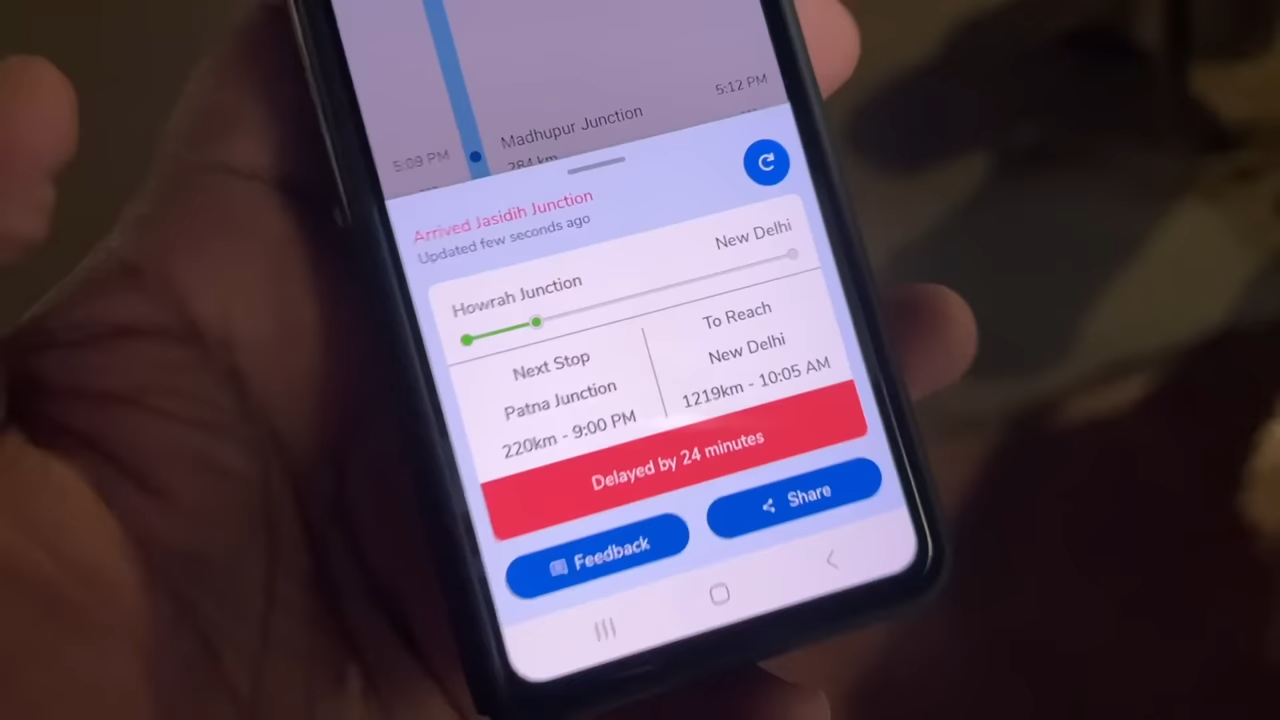 5:12 PM
Madhupur Junction
5:09 PM
284 km
Arrived Jasidih Junction
Updated few seconds ago
New Delhi
Howrah Junction
Next Stop
Patna Junction
220km - 9:00 PM
To Reach
New Delhi
1219km - 10:05 AM
Delayed by 24 minutes
Feedback
Share